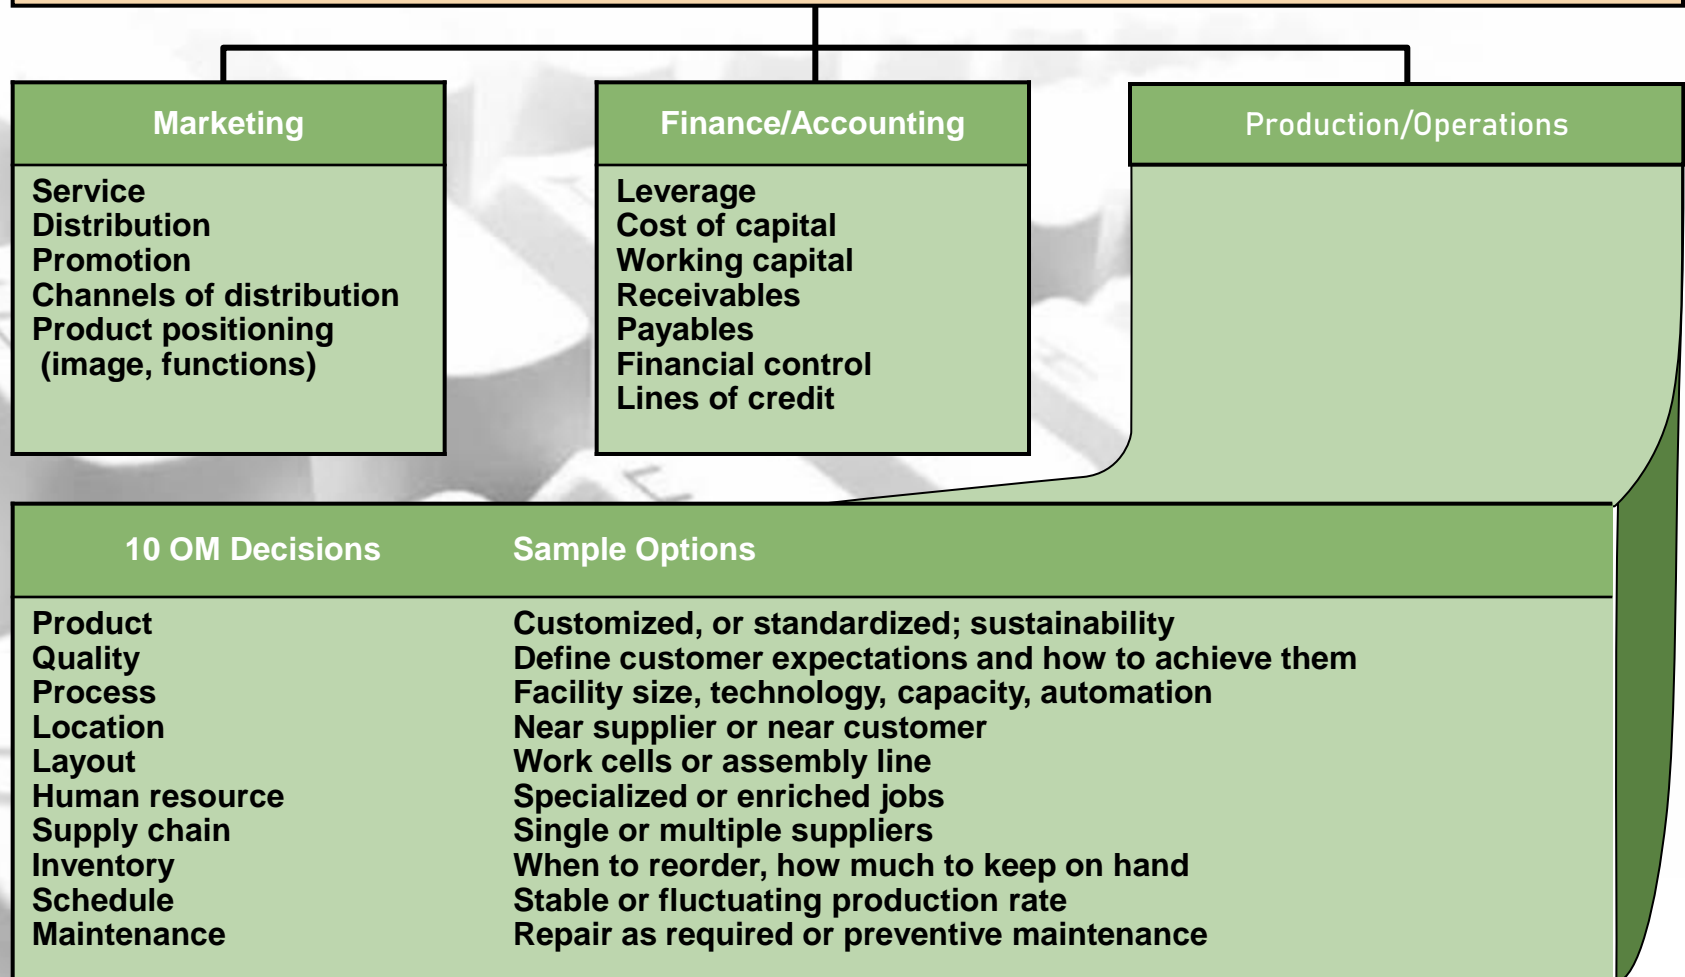 Marketing
Service
Distribution
Promotion
Channels of distribution
Product positioning
(image, functions)
Finance/Accounting
Leverage
Cost of capital
Working capital
Receivables
Payables
Financial control
Lines of credit
Production/Operations
10 OM Decisions Sample Options
Product Customized, or standardized; sustainability
Quality Define customer expectations and how to achieve them
Process Facility size, technology, capacity, automation
Location Near supplier or near customer
Layout Work cells or assembly line
Human resource Specialized or enriched jobs
Supply chain Single or multiple suppliers
Inventory When to reorder, how much to keep on hand
Schedule Stable or fluctuating production rate
Maintenance Repair as required or preventive maintenance